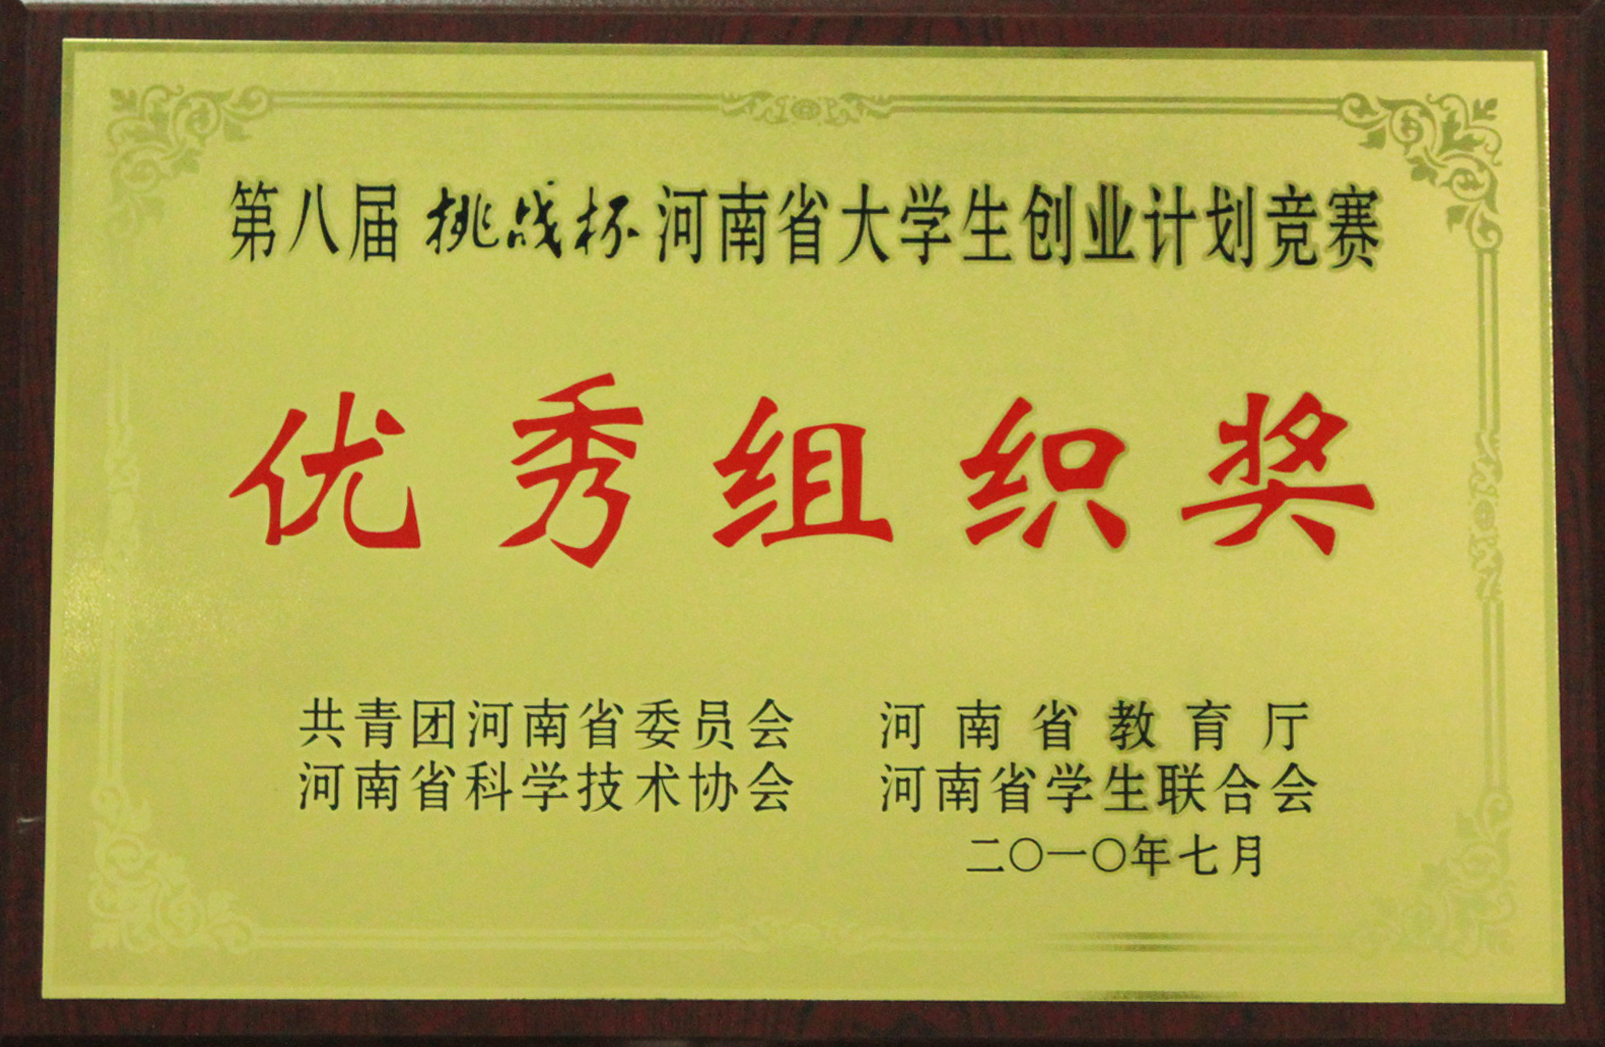 第八届挑战杯河南省大学生创业计划竞赛
优秀组织奖
共青团河南省委员会 河南省教育厅
河南省科学技术协会 河南省学生联合会
二〇一〇年七月